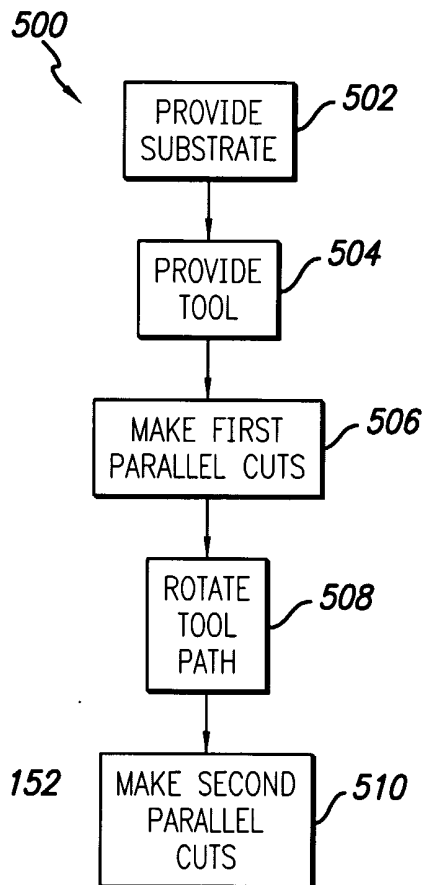 500
PROVIDE
SUBSTRATE
502
PROVIDE
TOOL
504
MAKE FIRST
PARALLEL CUTS
506
ROTATE
TOOL
PATH
508
152
MAKE SECOND
PARALLEL
CUTS
510